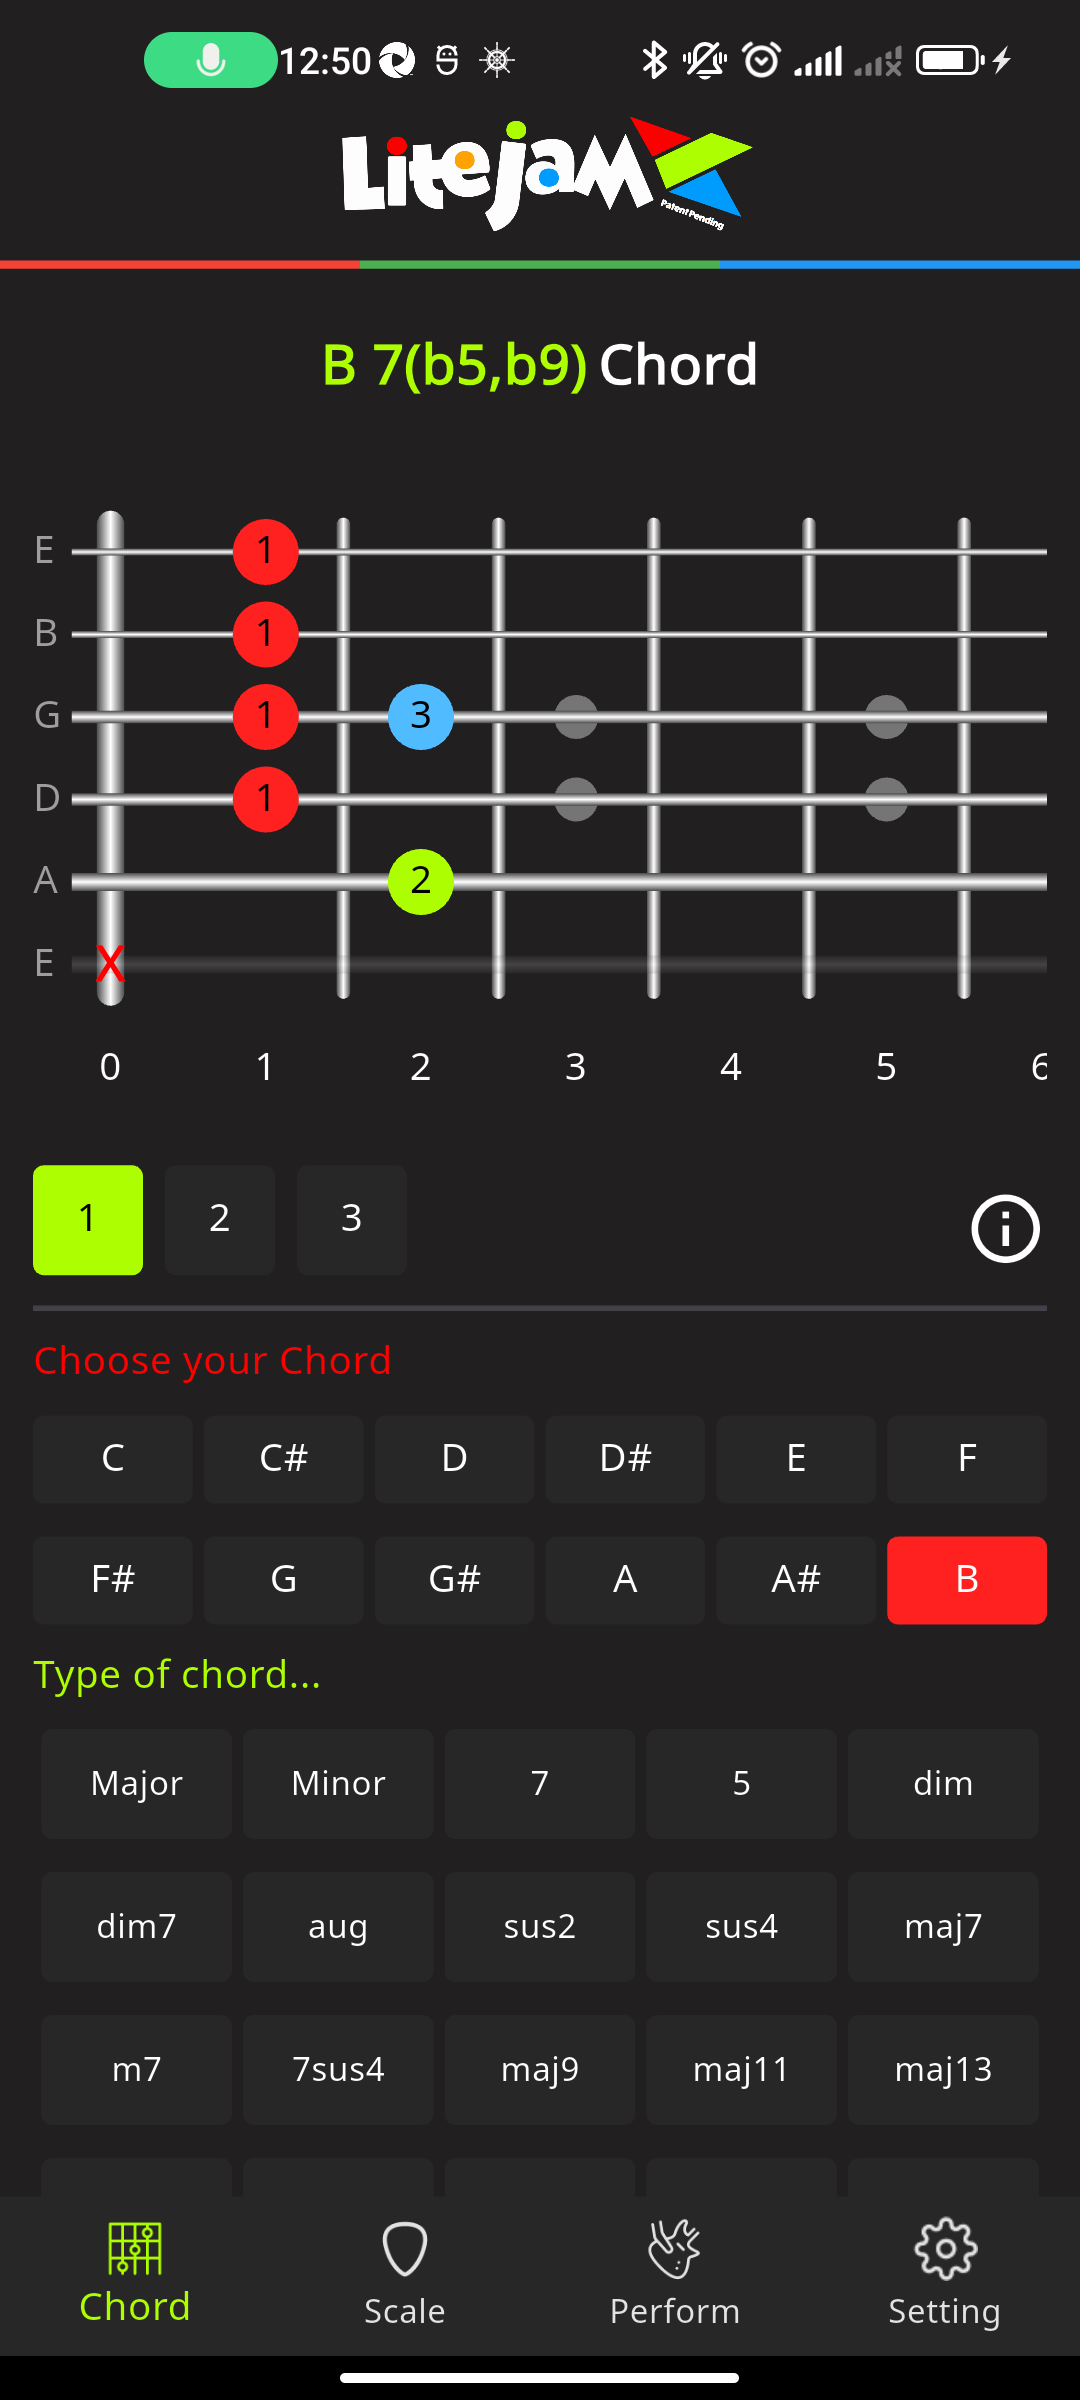 12:50
LiteJam
Patent Pending
B 7(b5,b9) Chord
E 1
B 1
G 1 3
D 1
A 2
E X
0 1 2 3 4 5 6
1 2 3
Choose your Chord
C C# D D# E F
F# G G# A A# B
Type of chord...
Major Minor 7 5 dim
dim7 aug sus2 sus4 maj7
m7 7sus4 maj9 maj11 maj13
Chord Scale Perform Setting